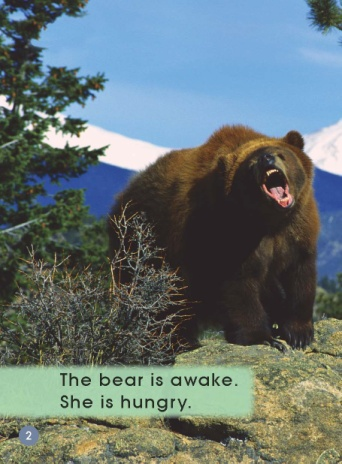 The bear is awake.
She is hungry.
2